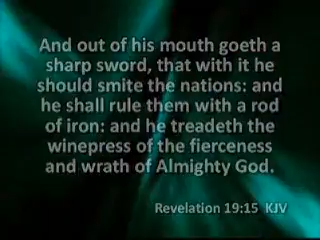 And out of his mouth goeth a
sharp sword, that with it he
should smite the nations: and
he shall rule them with a rod
of iron: and he treadeth the
winepress of the fierceness
and wrath of Almighty God.
Revelation 19:15 KJV